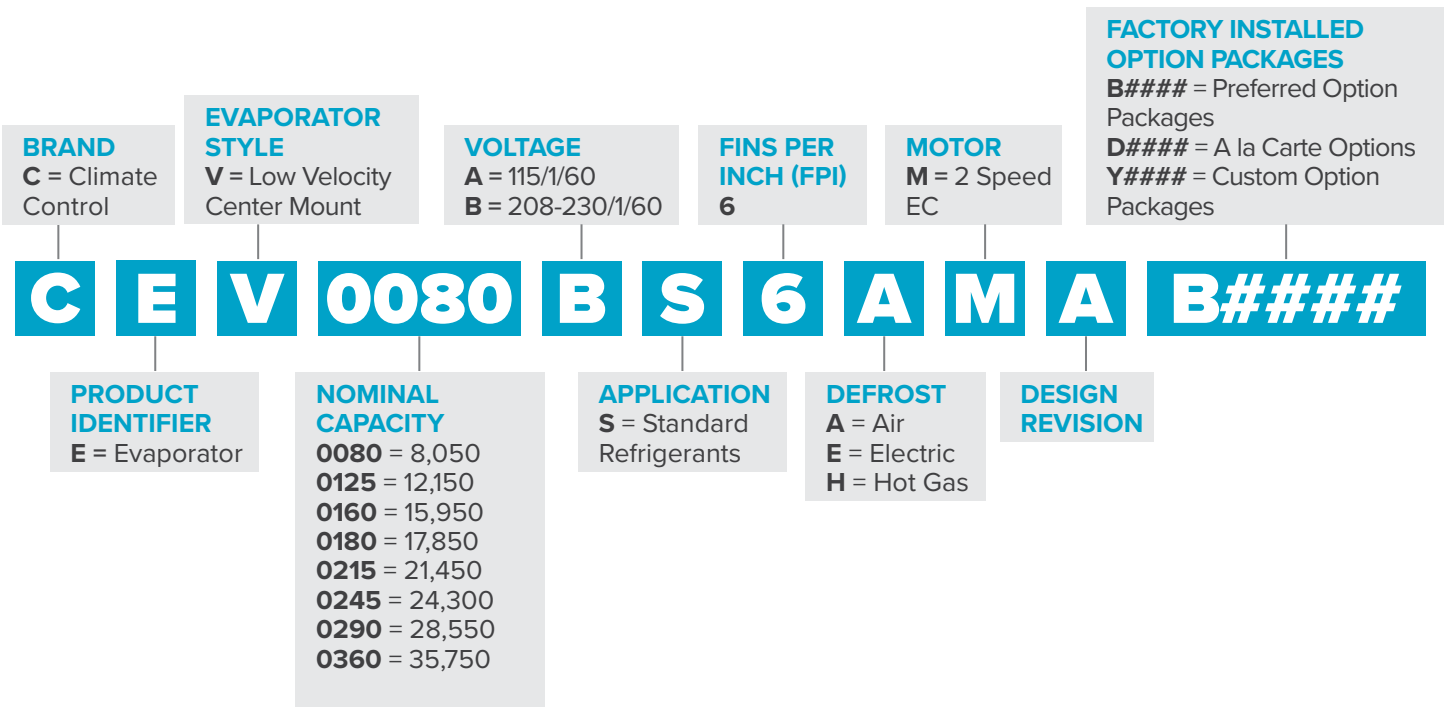 FACTORY INSTALLED
OPTION PACKAGES
B#### = Preferred Option
Packages
D#### = A la Carte Options
Y#### = Custom Option
Packages
BRAND
C = Climate
Control
EVAPORATOR
STYLE
V = Low Velocity
Center Mount
VOLTAGE
A = 115/1/60
B = 208-230/1/60
FINS PER
INCH (FPI)
6
MOTOR
M = 2 Speed
EC
C E V 0080 B S 6 A M A B####
PRODUCT
IDENTIFIER
E = Evaporator
NOMINAL
CAPACITY
0080 = 8,050
0125 = 12,150
0160 = 15,950
0180 = 17,850
0215 = 21,450
0245 = 24,300
0290 = 28,550
0360 = 35,750
APPLICATION
S = Standard
Refrigerants
DEFROST
A = Air
E = Electric
H = Hot Gas
DESIGN
REVISION